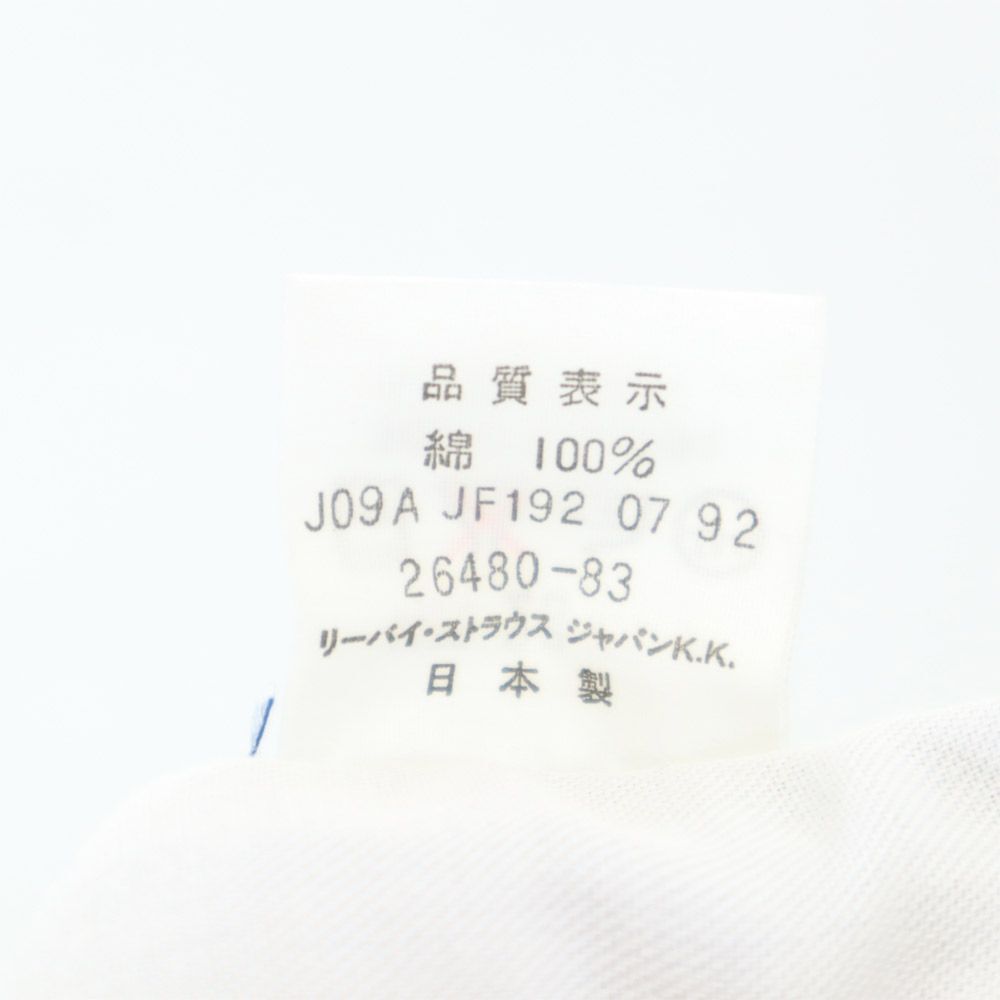 品質表示
綿 100%
J09A JF192 07 92
26480-83
リーバイ・ストラウス ジャパンK.K.
日本製